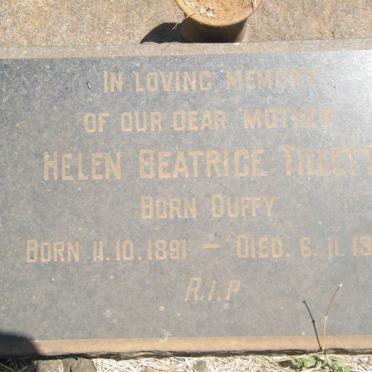 IN LOVING MEMORY
OF OUR DEAR MOTHER
HELEN BEATRICE TILLETT
BORN DUFFY
BORN 11.10.1891 – DIED. 6.11.19
R.I.P